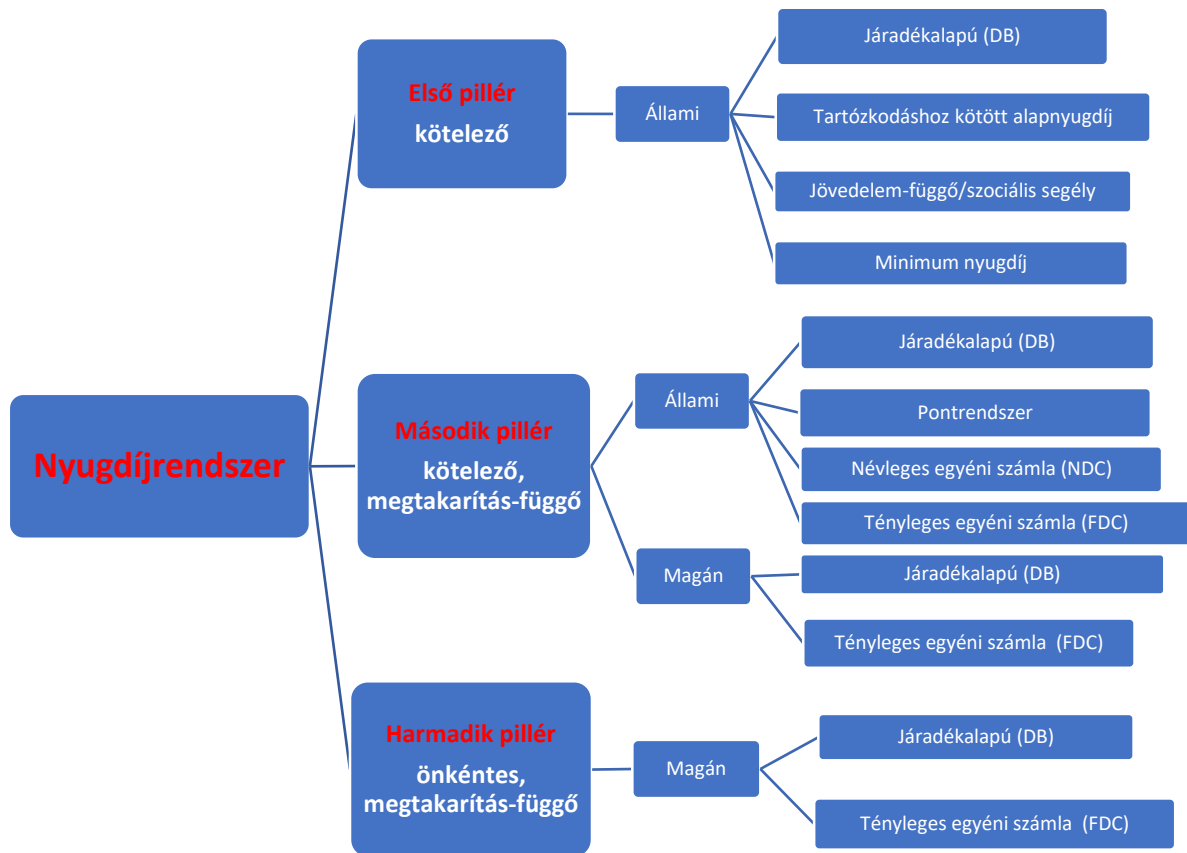 Nyugdíjrendszer
Első pillér
kötelező
Állami
Járadékalapú (DB)
Tartózkodáshoz kötött alapnyugdíj
Jövedelem-függő/szociális segély
Minimum nyugdíj
Második pillér
kötelező,
megtakarítás-függő
Állami
Járadékalapú (DB)
Pontrendszer
Névleges egyéni számla (NDC)
Tényleges egyéni számla (FDC)
Magán
Járadékalapú (DB)
Tényleges egyéni számla (FDC)
Harmadik pillér
önkéntes,
megtakarítás-függő
Magán
Járadékalapú (DB)
Tényleges egyéni számla (FDC)